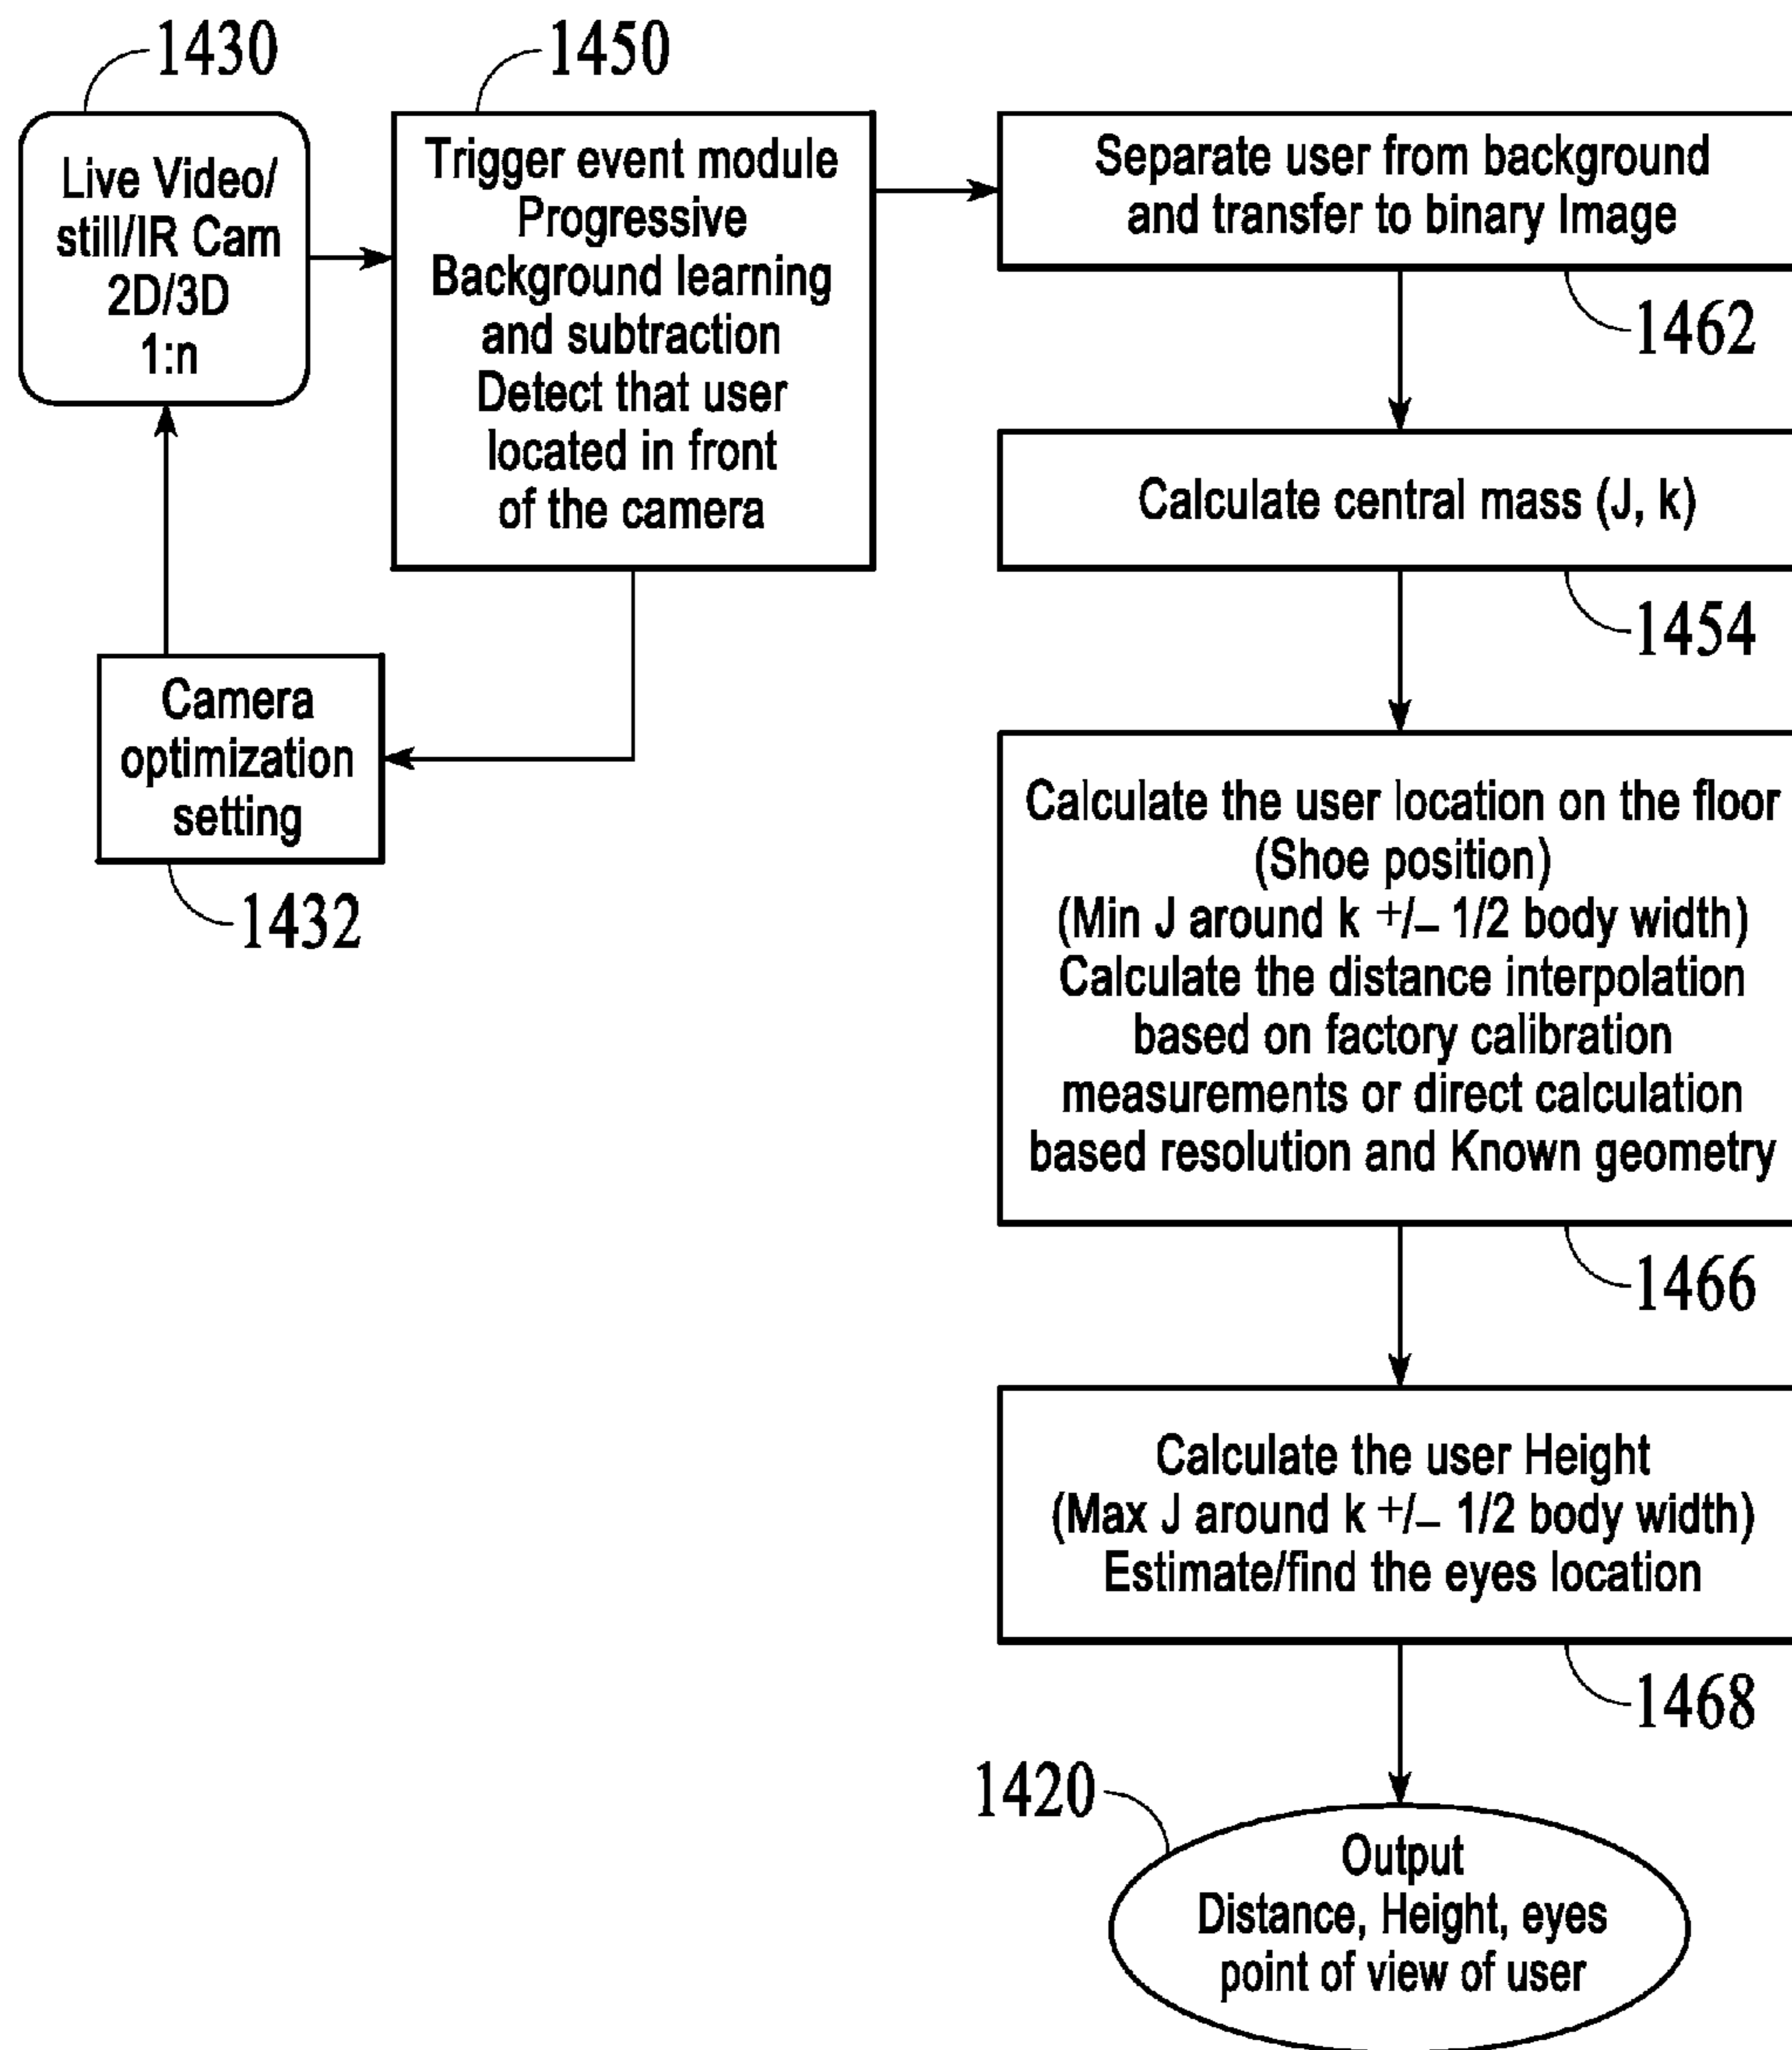 1430
Live Video/
still/IR Cam
2D/3D
1:n
1450
Trigger event module
Progressive
Background learning
and subtraction
Detect that user
located in front
of the camera
Camera
optimization
setting
1432
Separate user from background
and transfer to binary Image
1462
Calculate central mass (J, k)
1454
Calculate the user location on the floor
(Shoe position)
(Min J around k +/– 1/2 body width)
Calculate the distance interpolation
based on factory calibration
measurements or direct calculation
based resolution and Known geometry
1466
Calculate the user Height
(Max J around k +/– 1/2 body width)
Estimate/find the eyes location
1468
1420
Output
Distance, Height, eyes
point of view of user